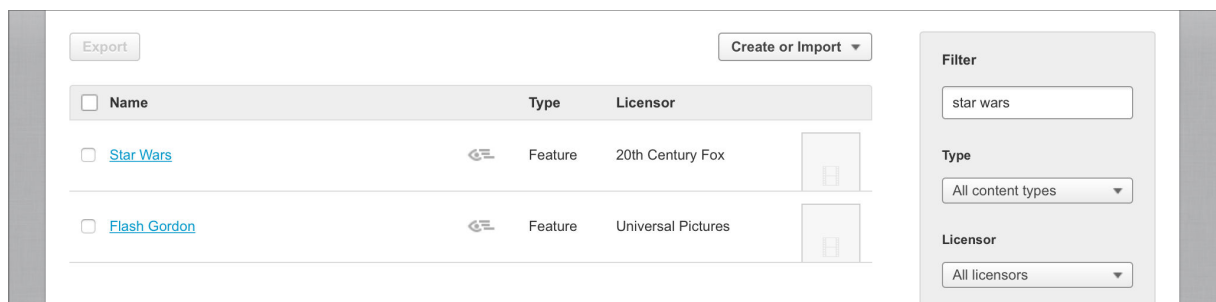 Export
Create or Import
Name Type Licensor
Star Wars Feature 20th Century Fox
Flash Gordon Feature Universal Pictures
Filter
star wars
Type
All content types
Licensor
All licensors